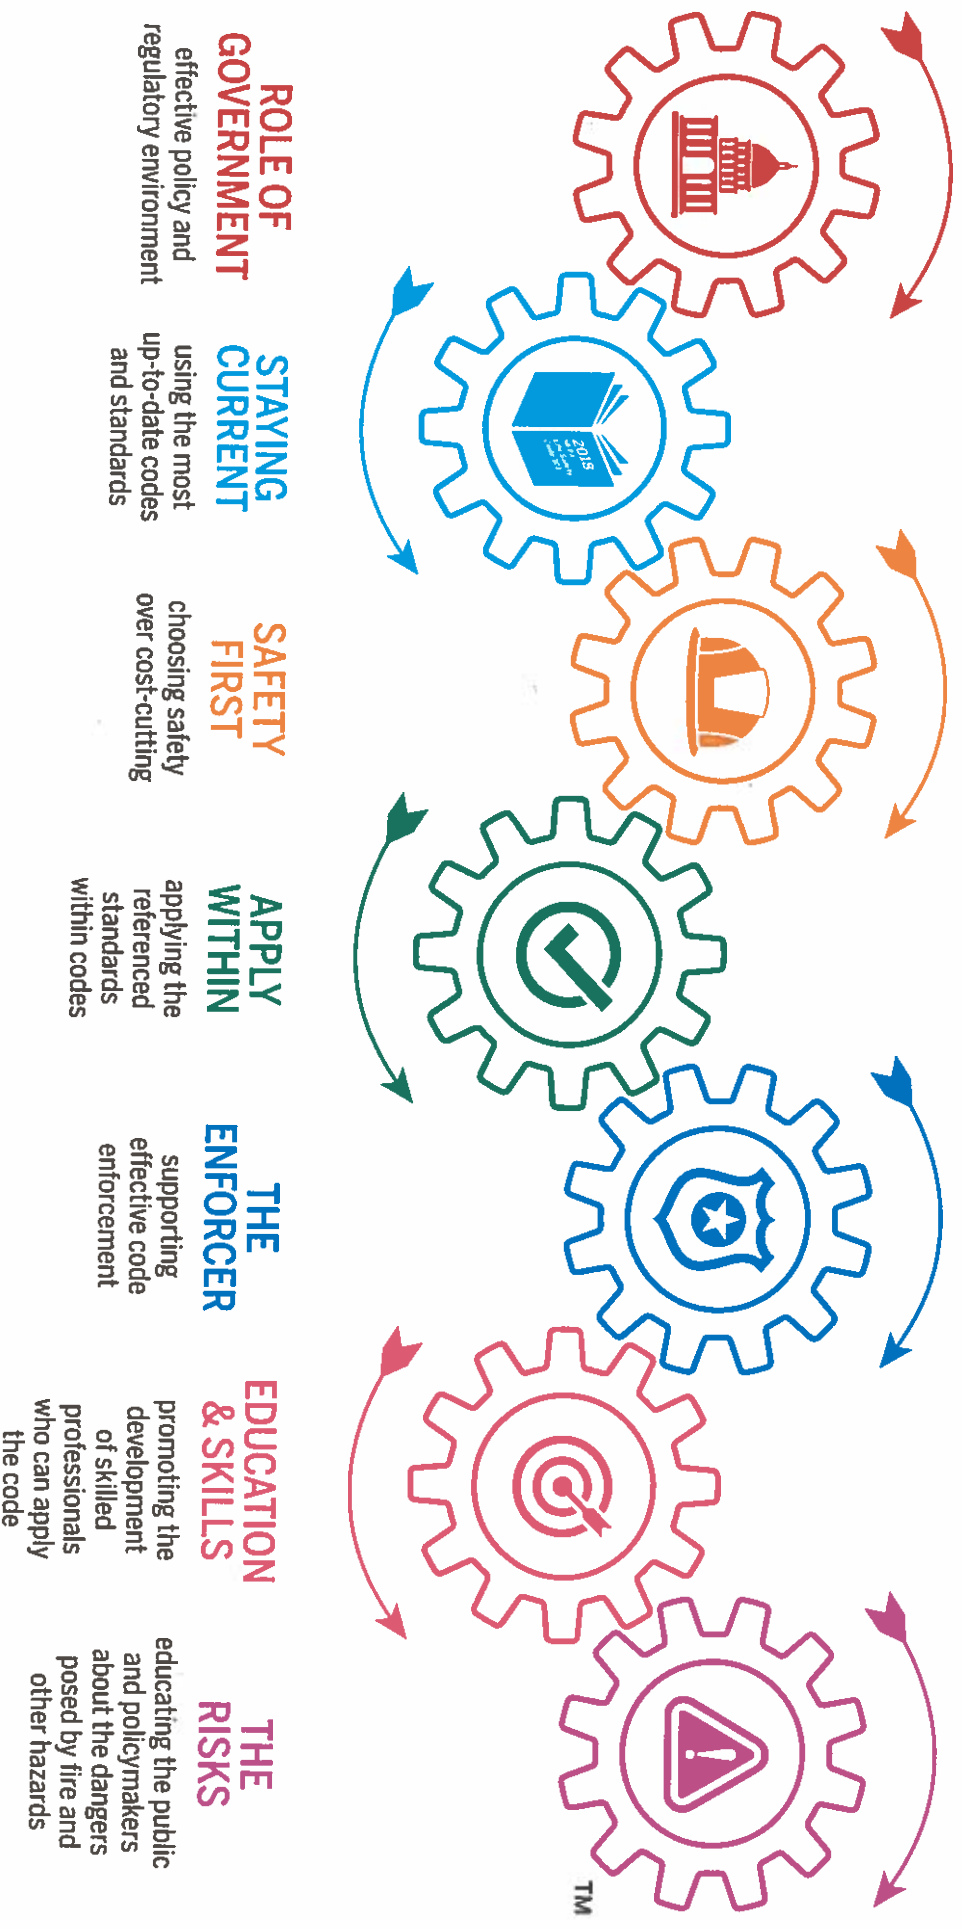 ROLE OF
GOVERNMENT
effective policy and
regulatory environment
STAYING
CURRENT
using the most
up-to-date codes
and standards
2018
SAFETY
FIRST
choosing safety
over cost-cutting
APPLY
WITHIN
applying the
referenced
standards
within codes
THE
ENFORCER
supporting
effective code
enforcement
EDUCATION
& SKILLS
promoting the
development
of skilled
professionals
who can apply
the code
THE
RISKS
educating the public
and policymakers
about the dangers
posed by fire and
other hazards
TM